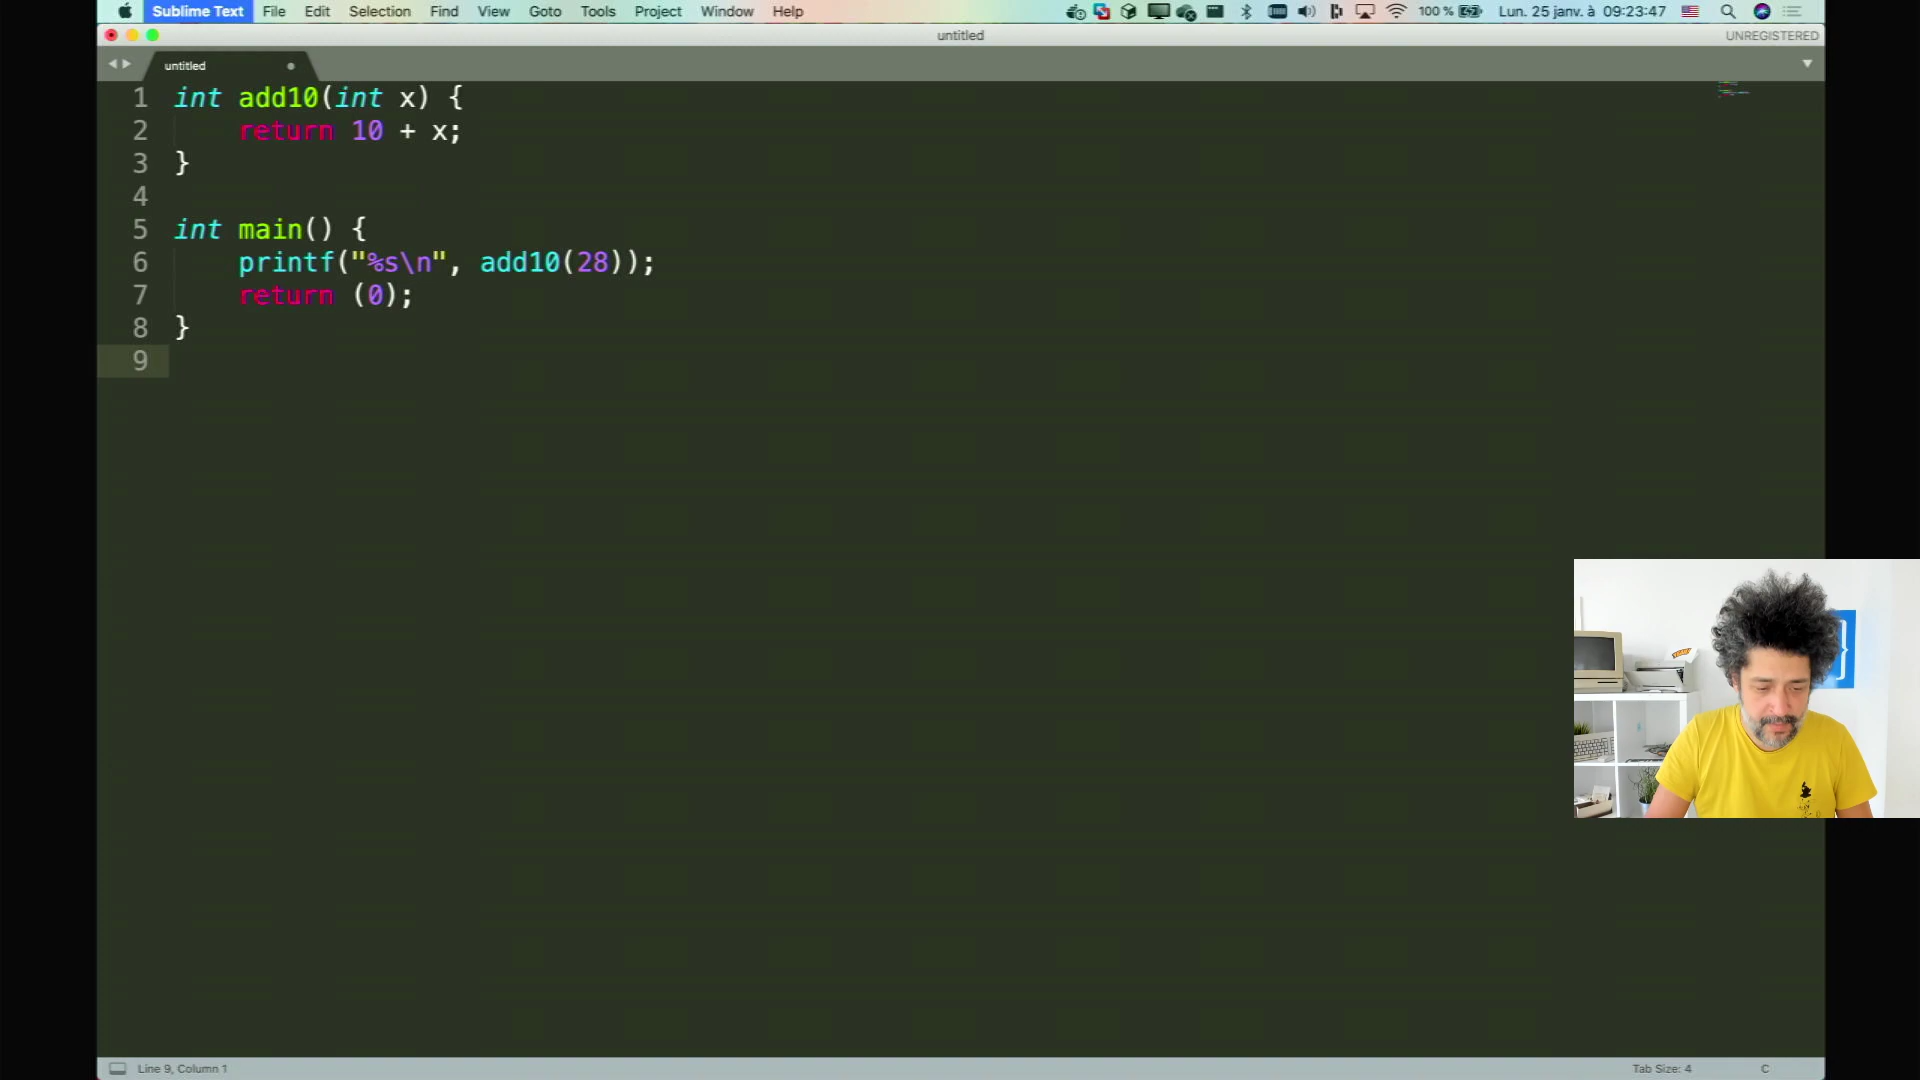 Sublime Text File Edit Selection Find View Goto Tools Project Window Help 100 % Lun. 25 janv. à 09:23:47
untitled UNREGISTERED
untitled
1 int add10(int x) {
2 return 10 + x;
3 }
4
5 int main() {
6 printf("%s\n", add10(28));
7 return (0);
8 }
9
}
Line 9, Column 1 Tab Size: 4 C